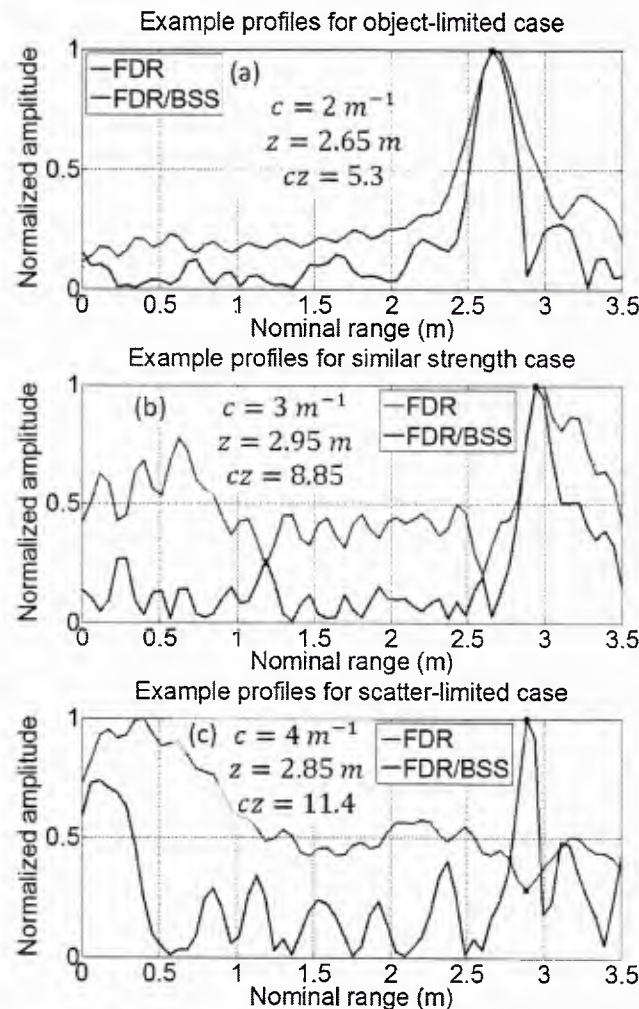 Example profiles for object-limited case
Normalized amplitude
1
0.5
0
FDR
FDR/BSS
(a)
c = 2 m⁻¹
z = 2.65 m
cz = 5.3
0 0.5 1 1.5 2 2.5 3 3.5
Nominal range (m)
Example profiles for similar strength case
Normalized amplitude
1
0.5
0
(b)
c = 3 m⁻¹
z = 2.95 m
cz = 8.85
FDR
FDR/BSS
0 0.5 1 1.5 2 2.5 3 3.5
Nominal range (m)
Example profiles for scatter-limited case
Normalized amplitude
1
0.5
0
(c)
c = 4 m⁻¹
z = 2.85 m
cz = 11.4
FDR
FDR/BSS
0 0.5 1 1.5 2 2.5 3 3.5
Nominal range (m)